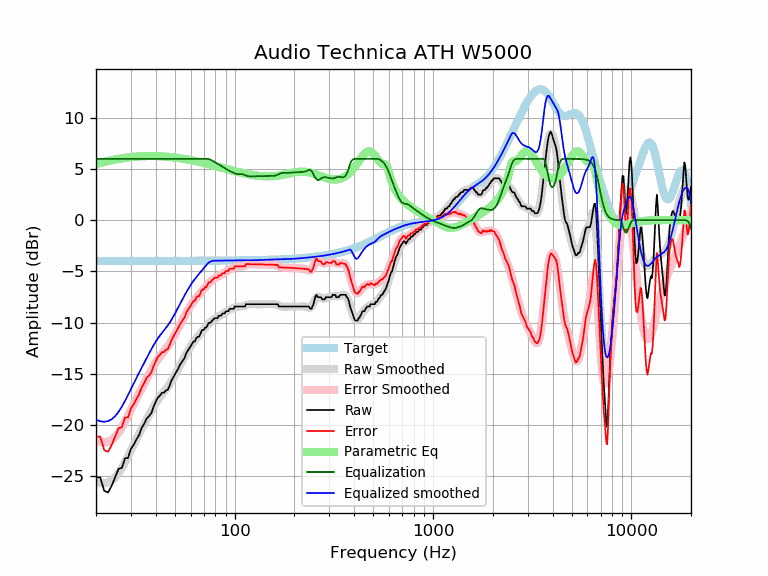 Audio Technica ATH W5000
10
5
0
−5
−10
−15
−20
−25
Amplitude (dBr)
Target
Raw Smoothed
Error Smoothed
Raw
Error
Parametric Eq
Equalization
Equalized smoothed
100
1000
10000
Frequency (Hz)